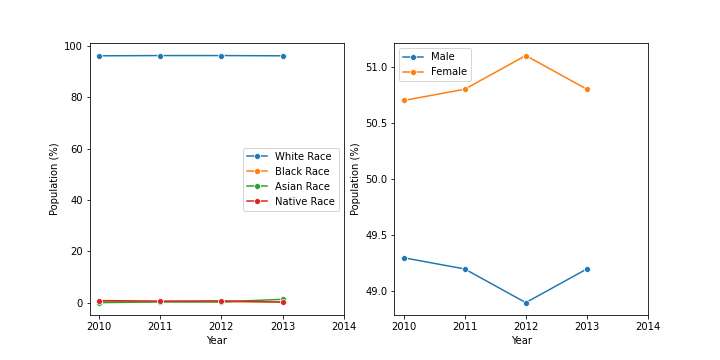 100
80
60
40
20
0
Population (%)
2010 2011 2012 2013 2014
Year
White Race
Black Race
Asian Race
Native Race
51.0
50.5
50.0
49.5
49.0
Population (%)
2010 2011 2012 2013 2014
Year
Male
Female